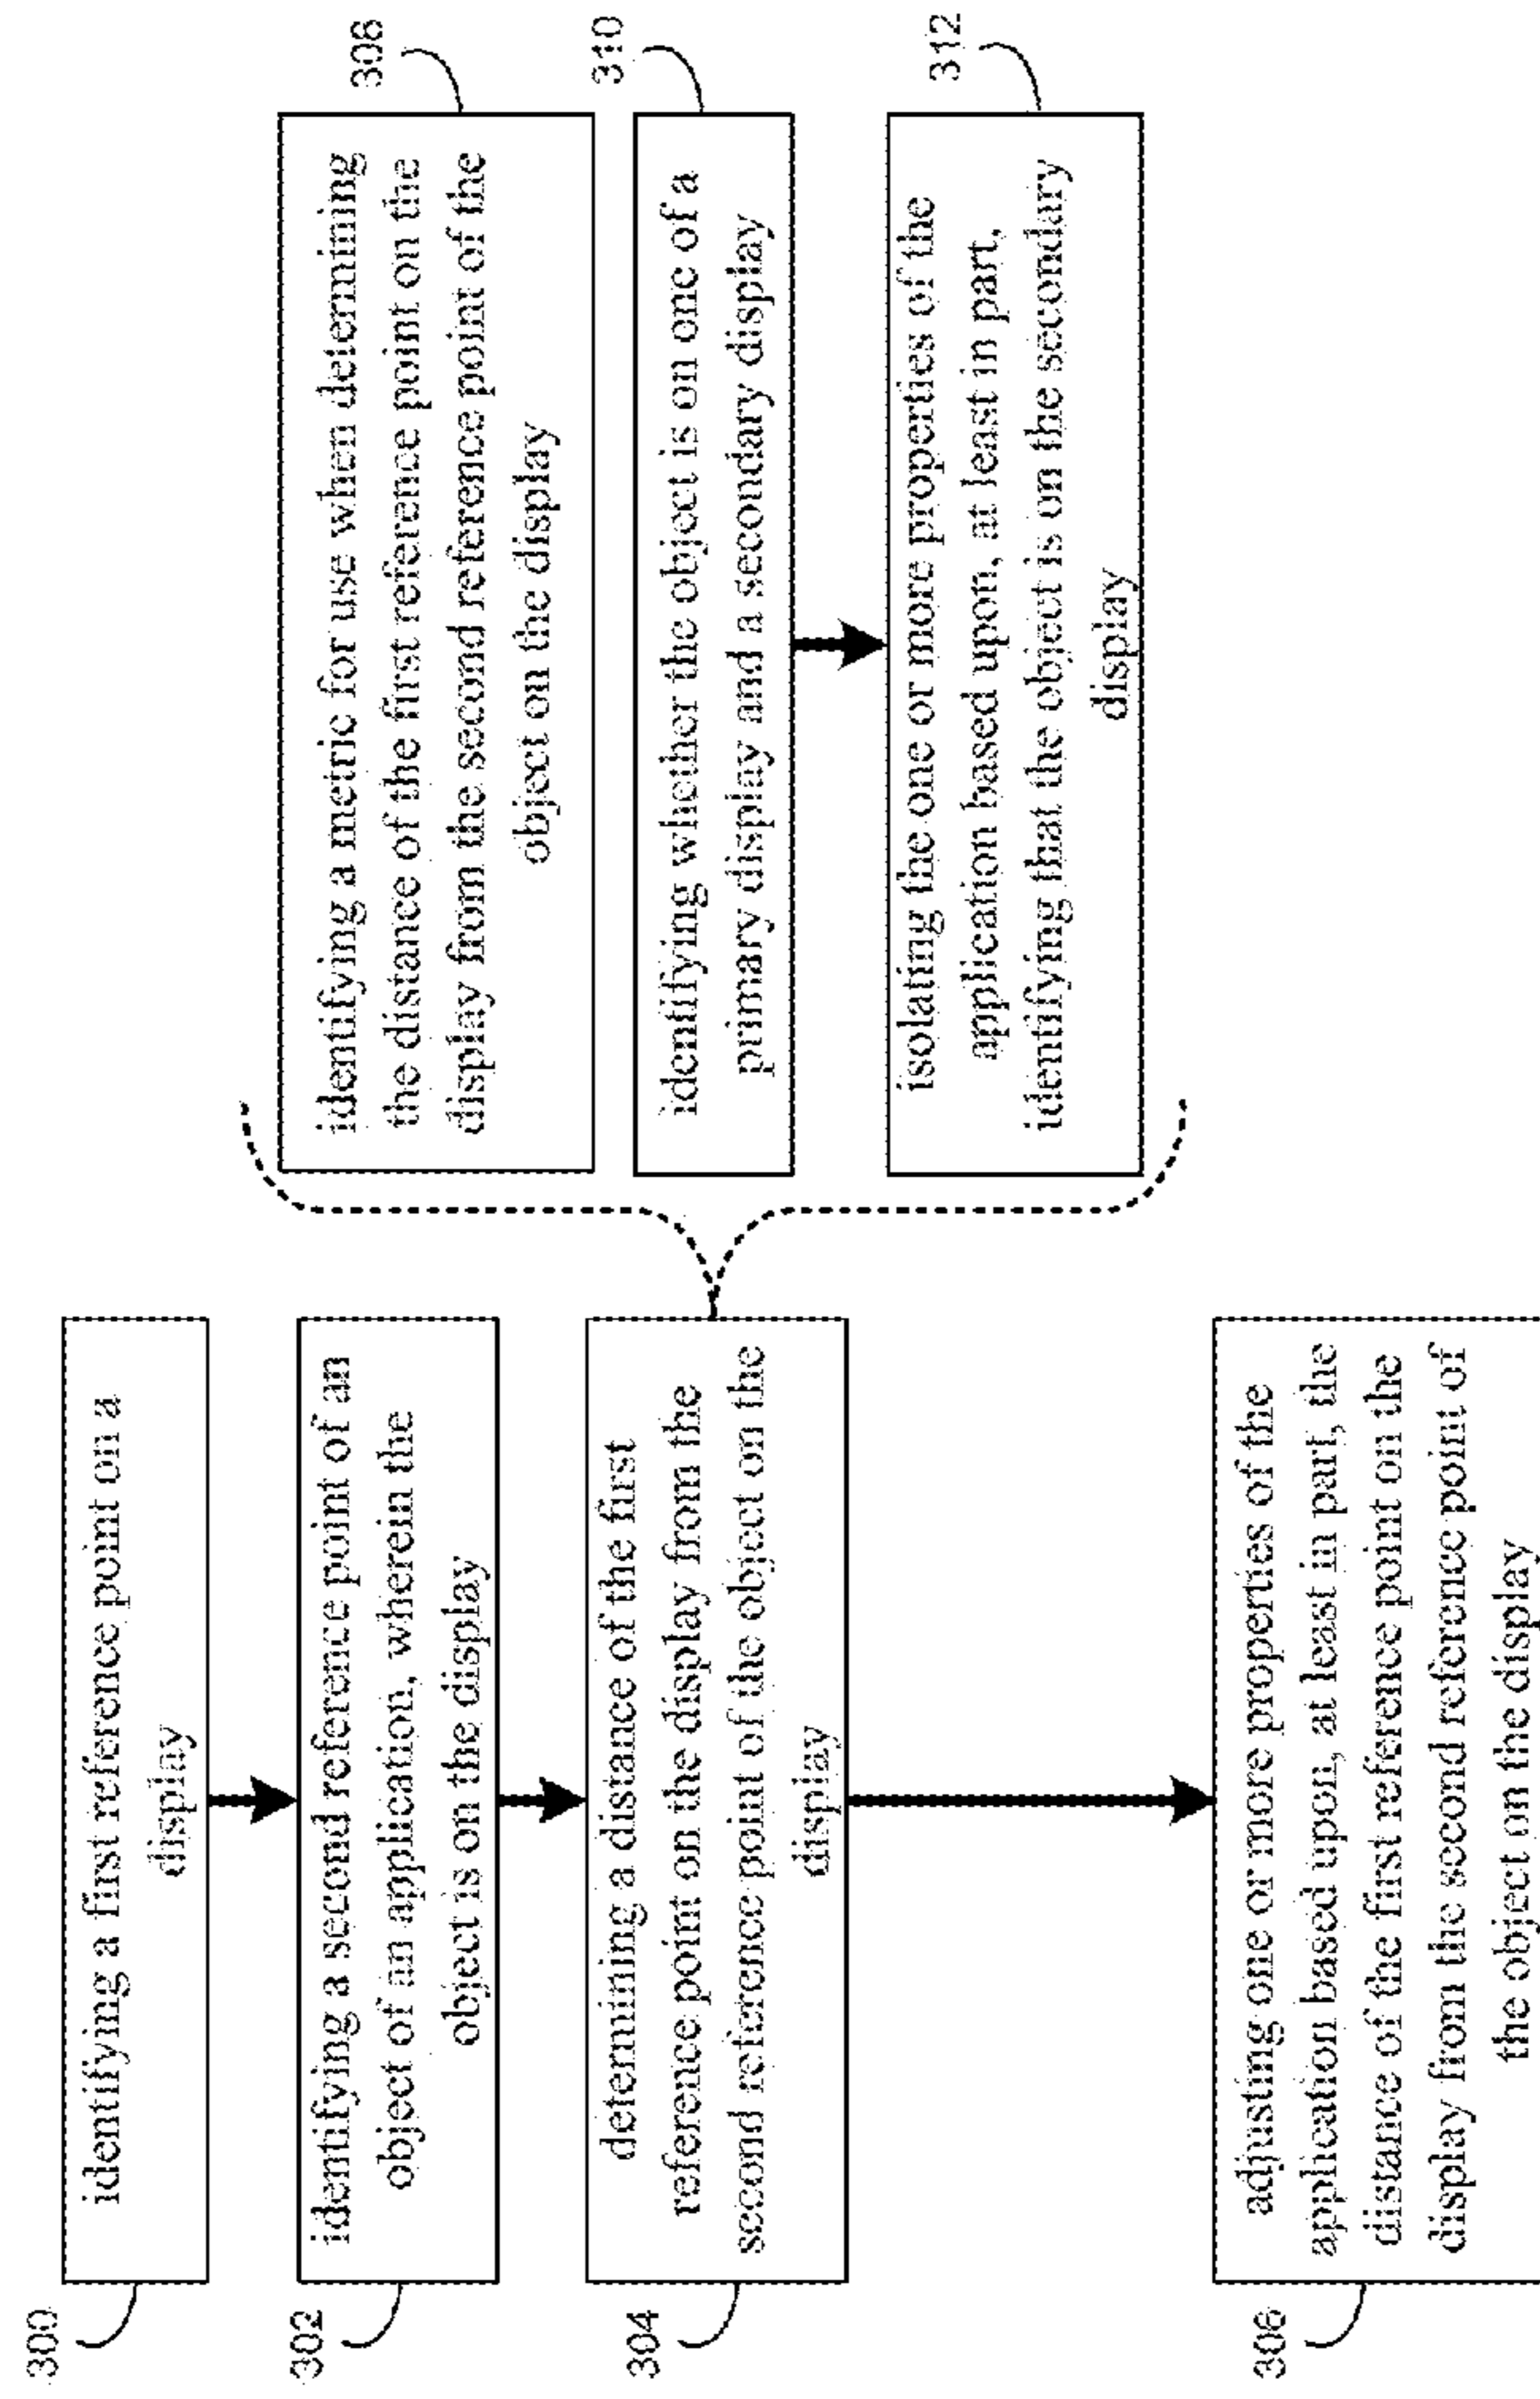 300
identifying a first reference point on a
display
302
identifying a second reference point of an
object of an application, wherein the
object is on the display
304
determining a distance of the first
reference point on the display from the
second reference point of the object on the
display
306
adjusting one or more properties of the
application based upon, at least in part, the
distance of the first reference point on the
display from the second reference point of
the object on the display
308
identifying a metric for use when determining
the distance of the first reference point on the
display from the second reference point of the
object on the display
310
identifying whether the object is on one of a
primary display and a secondary display
312
isolating the one or more properties of the
application based upon, at least in part,
identifying that the object is on the secondary
display